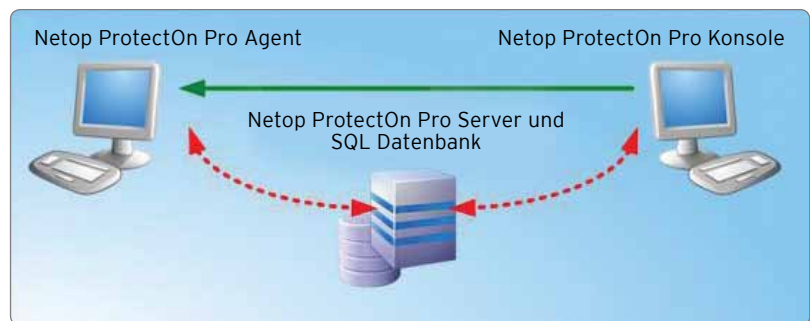 Netop ProtectOn Pro Agent
Netop ProtectOn Pro Konsole
Netop ProtectOn Pro Server und
SQL Datenbank